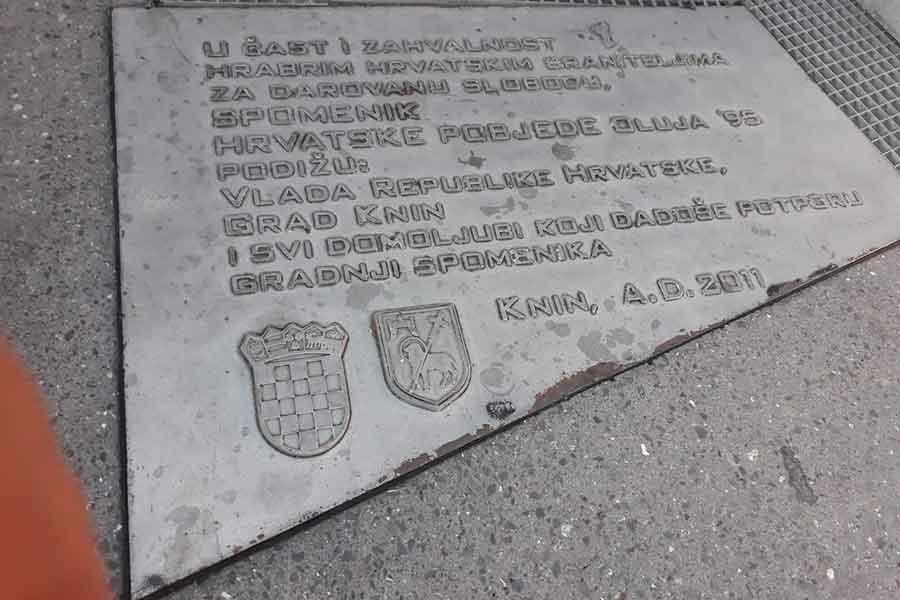 U ČAST I ZAHVALNOST
HRABRIM HRVATSKIM BRANITELJIMA
ZA DAROVANU SLOBODU,
SPOMENIK
HRVATSKE POBJEDE OLUJA '95
PODIŽU:
VLADA REPUBLIKE HRVATSKE,
GRAD KNIN
I SVI DOMOLJUBI KOJI DADOŠE POTPORU
GRADNJI SPOMENIKA
KNIN, A.D. 2011